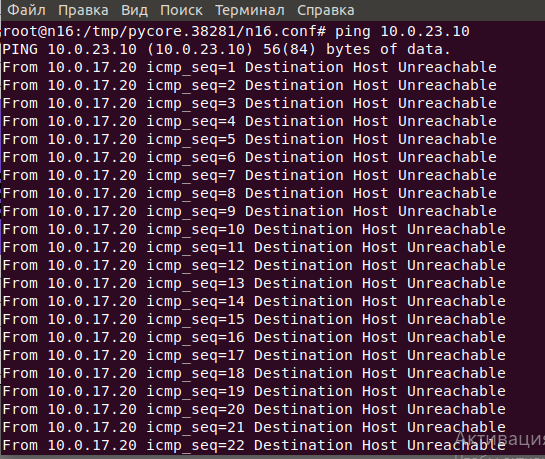 Файл Правка Вид Поиск Терминал Справка
root@n16:/tmp/pycore.38281/n16.conf# ping 10.0.23.10
PING 10.0.23.10 (10.0.23.10) 56(84) bytes of data.
From 10.0.17.20 icmp_seq=1 Destination Host Unreachable
From 10.0.17.20 icmp_seq=2 Destination Host Unreachable
From 10.0.17.20 icmp_seq=3 Destination Host Unreachable
From 10.0.17.20 icmp_seq=4 Destination Host Unreachable
From 10.0.17.20 icmp_seq=5 Destination Host Unreachable
From 10.0.17.20 icmp_seq=6 Destination Host Unreachable
From 10.0.17.20 icmp_seq=7 Destination Host Unreachable
From 10.0.17.20 icmp_seq=8 Destination Host Unreachable
From 10.0.17.20 icmp_seq=9 Destination Host Unreachable
From 10.0.17.20 icmp_seq=10 Destination Host Unreachable
From 10.0.17.20 icmp_seq=11 Destination Host Unreachable
From 10.0.17.20 icmp_seq=12 Destination Host Unreachable
From 10.0.17.20 icmp_seq=13 Destination Host Unreachable
From 10.0.17.20 icmp_seq=14 Destination Host Unreachable
From 10.0.17.20 icmp_seq=15 Destination Host Unreachable
From 10.0.17.20 icmp_seq=16 Destination Host Unreachable
From 10.0.17.20 icmp_seq=17 Destination Host Unreachable
From 10.0.17.20 icmp_seq=18 Destination Host Unreachable
From 10.0.17.20 icmp_seq=19 Destination Host Unreachable
From 10.0.17.20 icmp_seq=20 Destination Host Unreachable
From 10.0.17.20 icmp_seq=21 Destination Host Unreachable
From 10.0.17.20 icmp_seq=22 Destination Host Unreachable
Активация